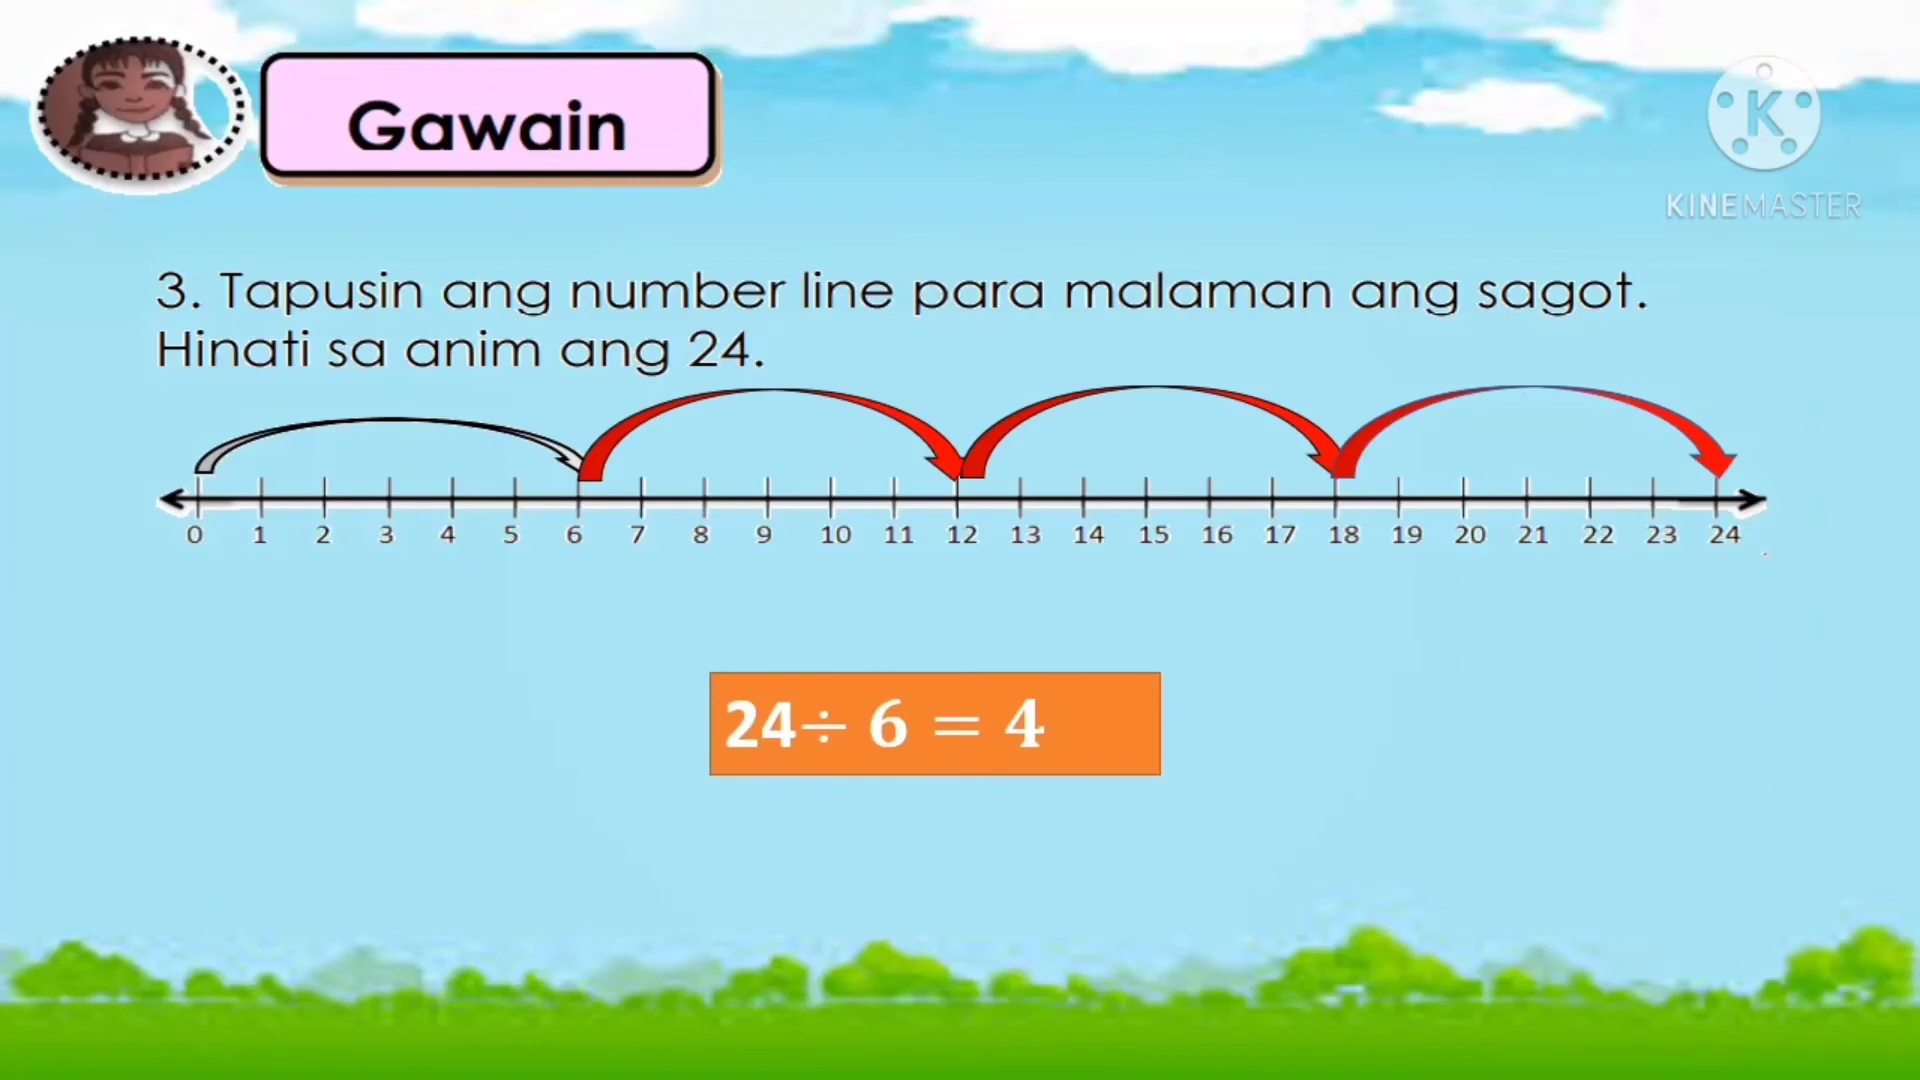 Gawain
K
KINEMASTER
3. Tapusin ang number line para malaman ang sagot.
Hinati sa anim ang 24.
0 1 2 3 4 5 6 7 8 9 10 11 12 13 14 15 16 17 18 19 20 21 22 23 24
24÷ 6 = 4